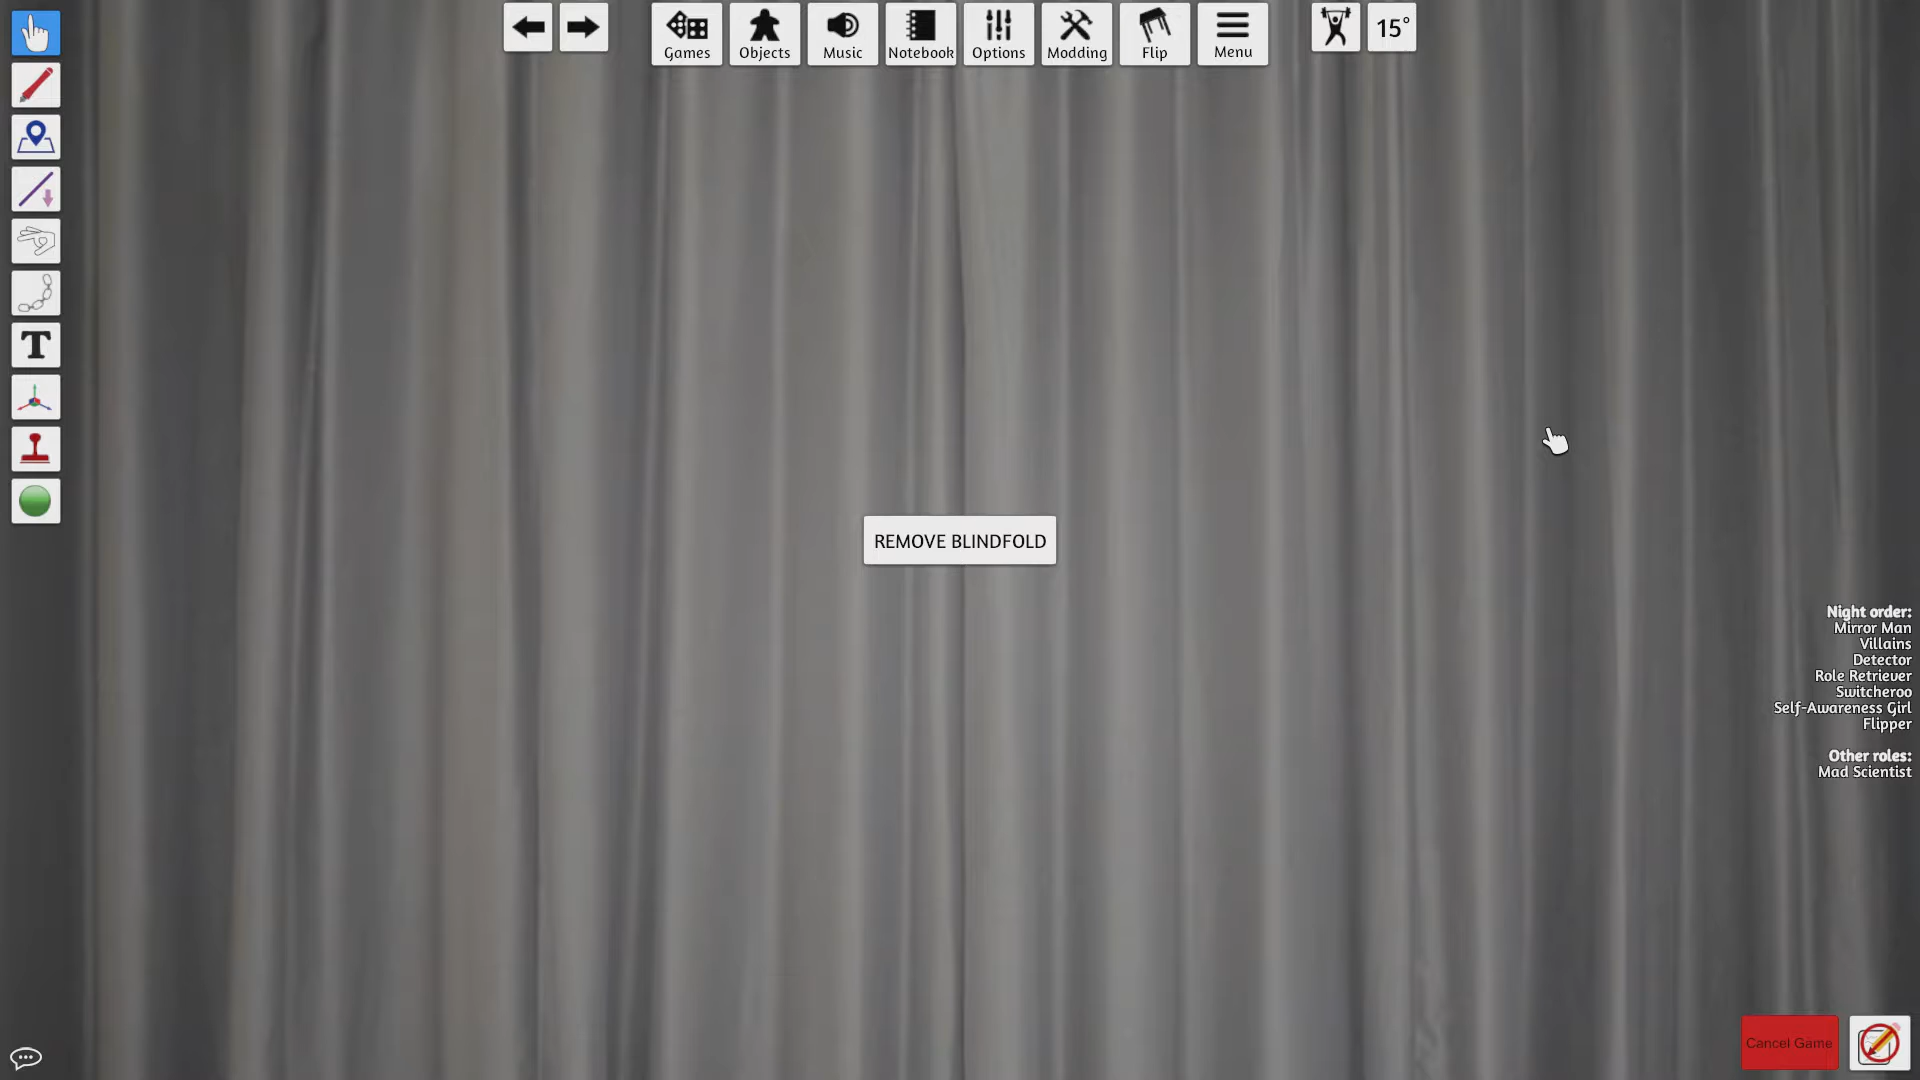 Games
Objects
Music
Notebook
Options
Modding
Flip
Menu
15°
T
REMOVE BLINDFOLD
Night order:
Mirror Man
Villains
Detector
Role Retriever
Switcheroo
Self-Awareness Girl
Flipper
Other roles:
Mad Scientist
Cancel Game